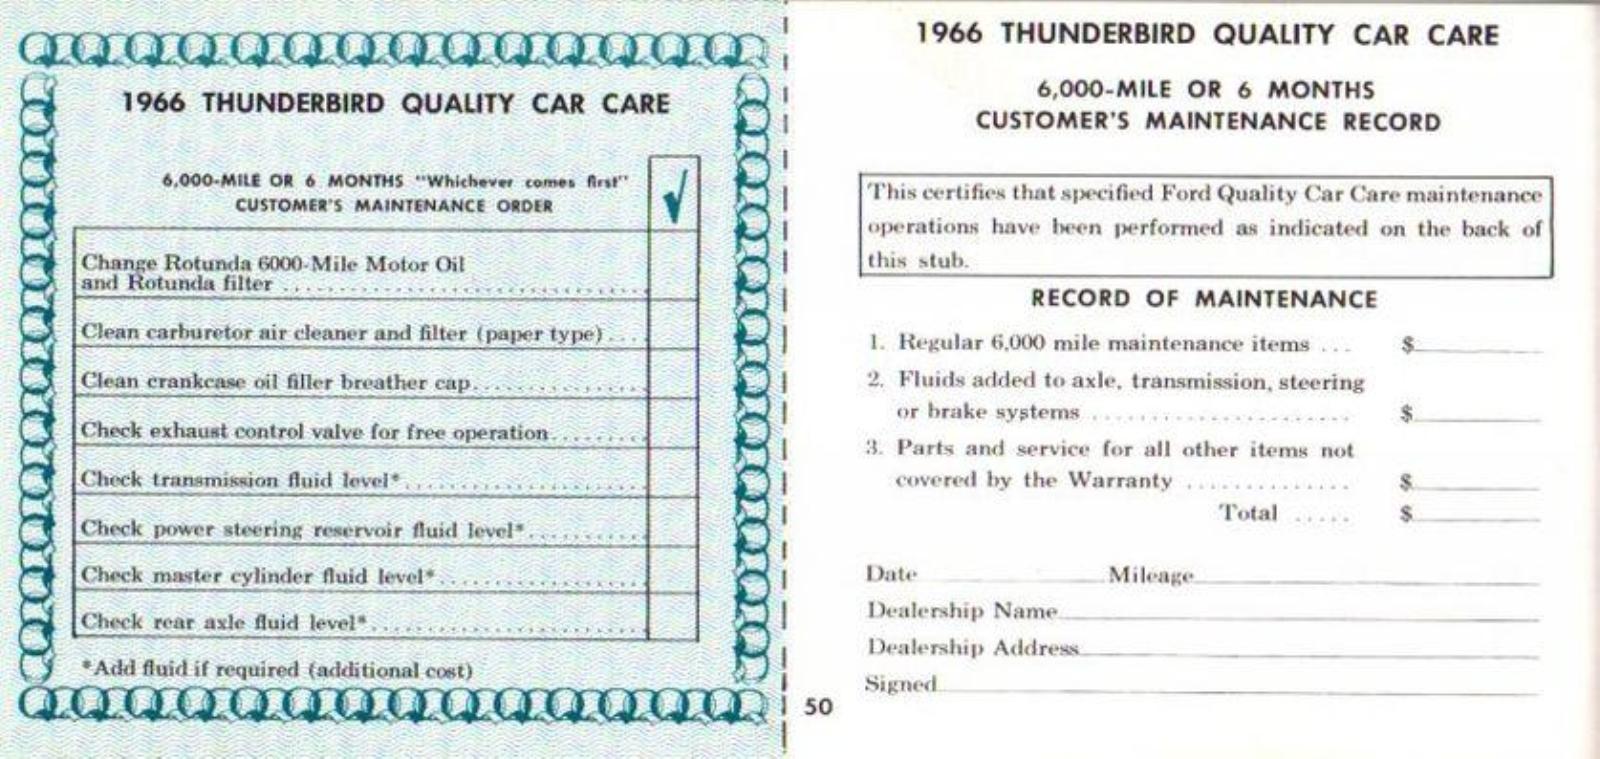 1966 THUNDERBIRD QUALITY CAR CARE
6,000-MILE OR 6 MONTHS "Whichever comes first"
CUSTOMER'S MAINTENANCE ORDER
Change Rotunda 6000-Mile Motor Oil
and Rotunda filter
Clean carburetor air cleaner and filter (paper type)
Clean crankcase oil filler breather cap
Check exhaust control valve for free operation
Check transmission fluid level*
Check power steering reservoir fluid level*
Check master cylinder fluid level*
Check rear axle fluid level*
*Add fluid if required (additional cost)
1966 THUNDERBIRD QUALITY CAR CARE
6,000-MILE OR 6 MONTHS
CUSTOMER'S MAINTENANCE RECORD
This certifies that specified Ford Quality Car Care maintenance
operations have been performed as indicated on the back of
this stub.
RECORD OF MAINTENANCE
1. Regular 6,000 mile maintenance items ... $
2. Fluids added to axle, transmission, steering
or brake systems ... $
3. Parts and service for all other items not
covered by the Warranty ... $
Total ..... $
Date Mileage
Dealership Name
Dealership Address
Signed
50